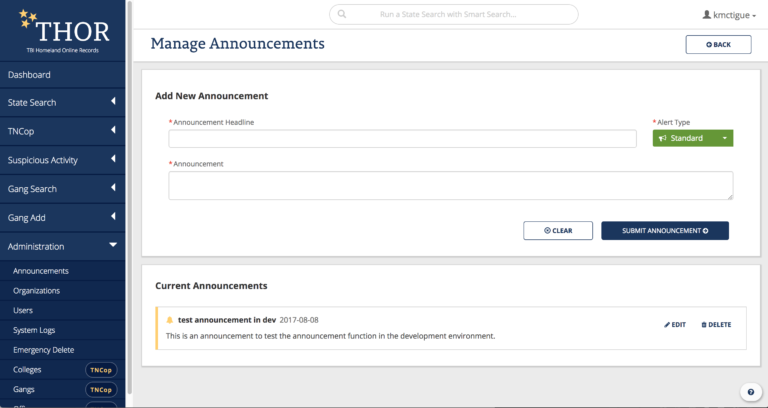 THOR
TBI Homeland Online Records
Run a State Search with Smart Search...
kmctigue
Manage Announcements
BACK
Dashboard
State Search
TNCop
Suspicious Activity
Gang Search
Gang Add
Administration
Announcements
Organizations
Users
System Logs
Emergency Delete
Colleges TNCop
Gangs TNCop
Add New Announcement
* Announcement Headline
* Alert Type
Standard
* Announcement
CLEAR
SUBMIT ANNOUNCEMENT
Current Announcements
test announcement in dev 2017-08-08
EDIT
DELETE
This is an announcement to test the announcement function in the development environment.
?